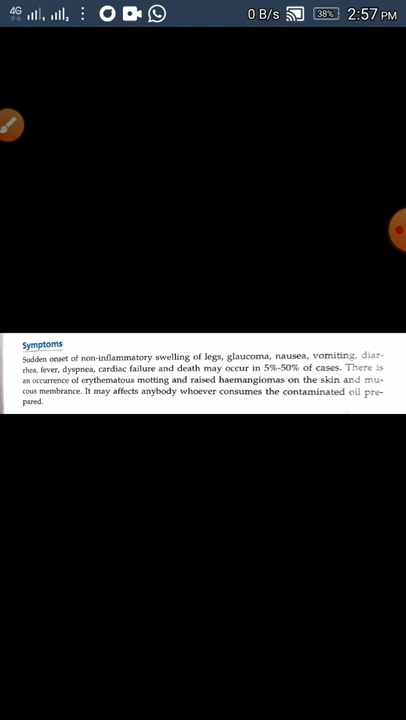 4G 1 2 0 B/s 38% 2:57 PM
Symptoms
Sudden onset of non-inflammatory swelling of legs, glaucoma, nausea, vomiting, diar-
rhea, fever, dyspnea, cardiac failure and death may occur in 5%-50% of cases. There is
an occurrence of erythematous motting and raised haemangiomas on the skin and mu-
cous membrance. It may affects anybody whoever consumes the contaminated oil pre-
pared.